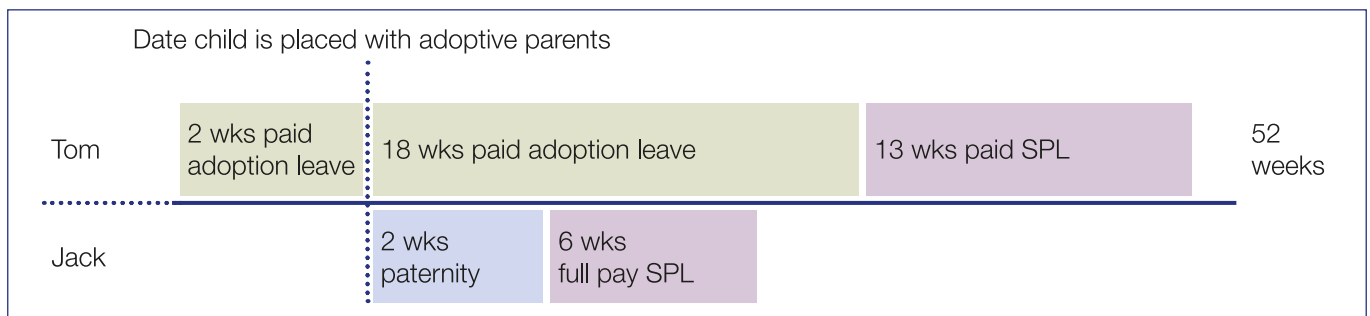 Date child is placed with adoptive parents
Tom
2 wks paid
adoption leave
18 wks paid adoption leave
13 wks paid SPL
52
weeks
Jack
2 wks
paternity
6 wks
full pay SPL